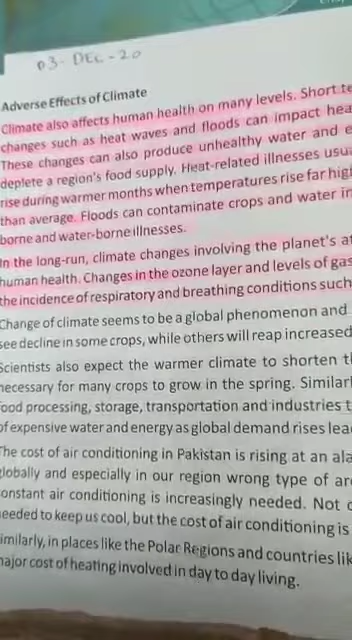 03-DEC-20
Adverse Effects of Climate
Climate also affects human health on many levels. Short te
changes such as heat waves and floods can impact hea
These changes can also produce unhealthy water and e
deplete a region's food supply. Heat-related illnesses usu
rise during warmer months when temperatures rise far hig
than average. Floods can contaminate crops and water in
borne and water-borne illnesses.
In the long-run, climate changes involving the planet's at
human health. Changes in the ozone layer and levels of gas
the incidence of respiratory and breathing conditions such
Change of climate seems to be a global phenomenon and
see decline in some crops, while others will reap increased
Scientists also expect the warmer climate to shorten t
necessary for many crops to grow in the spring. Similarl
food processing, storage, transportation and industries t
of expensive water and energy as global demand rises lea
The cost of air conditioning in Pakistan is rising at an ala
globally and especially in our region wrong type of ar
onstant air conditioning is increasingly needed. Not o
needed to keep us cool, but the cost of air conditioning is
imilarly, in places like the Polar Regions and countries lik
major cost of heating involved in day to day living.